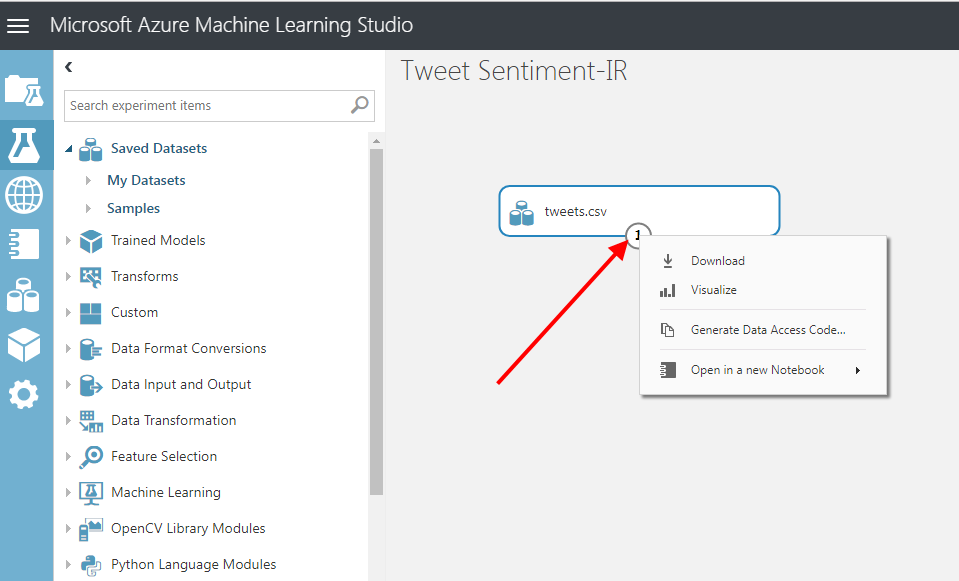 Microsoft Azure Machine Learning Studio
Search experiment items
Saved Datasets
My Datasets
Samples
Trained Models
Transforms
Custom
Data Format Conversions
Data Input and Output
Data Transformation
Feature Selection
Machine Learning
OpenCV Library Modules
Python Language Modules
Tweet Sentiment-IR
tweets.csv
1
Download
Visualize
Generate Data Access Code...
Open in a new Notebook